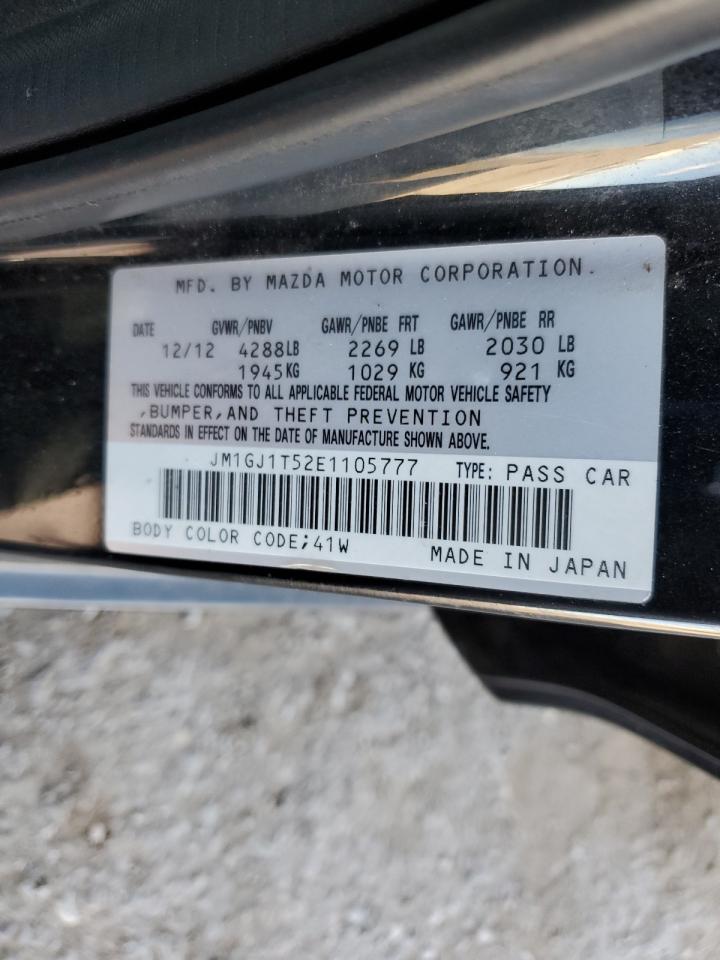 MFD. BY MAZDA MOTOR CORPORATION.
DATE GVWR/PNBV GAWR/PNBE FRT GAWR/PNBE RR
12/12 4288LB 2269 LB 2030 LB
1945KG 1029 KG 921 KG
THIS VEHICLE CONFORMS TO ALL APPLICABLE FEDERAL MOTOR VEHICLE SAFETY
,BUMPER,AND THEFT PREVENTION
STANDARDS IN EFFECT ON THE DATE OF MANUFACTURE SHOWN ABOVE.
JM1GJ1T52E1105777 TYPE: PASS CAR
BODY COLOR CODE;41W MADE IN JAPAN